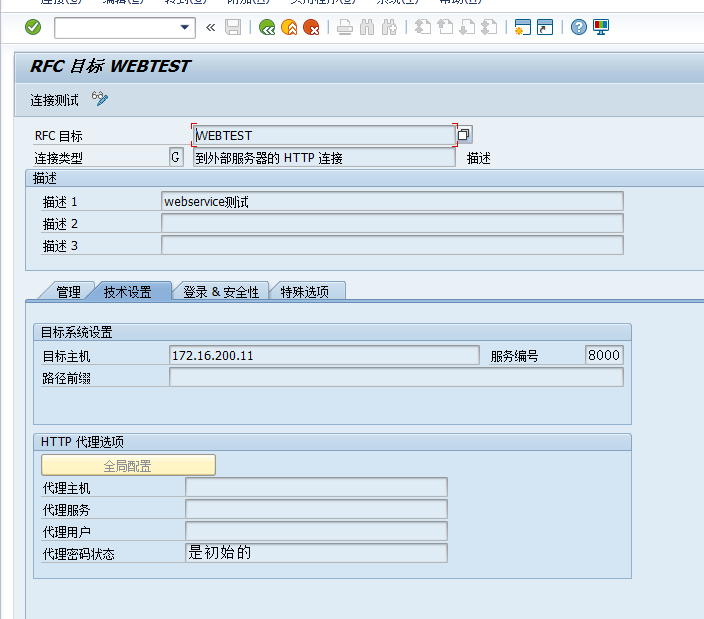 RFC 目标 WEBTEST
连接测试
RFC 目标 WEBTEST
连接类型 G 到外部服务器的 HTTP 连接 描述
描述
描述 1 webservice测试
描述 2
描述 3
管理 技术设置 登录 & 安全性 特殊选项
目标系统设置
目标主机 172.16.200.11 服务编号 8000
路径前缀
HTTP 代理选项
全局配置
代理主机
代理服务
代理用户
代理密码状态 是初始的